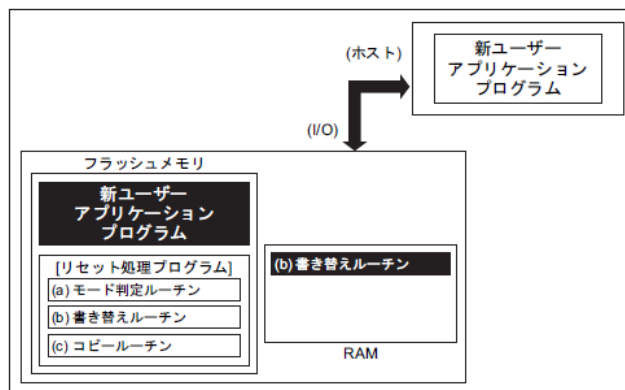 (ホスト)
新ユーザー
アプリケーション
プログラム
(I/O)
フラッシュメモリ
新ユーザー
アプリケーション
プログラム
[リセット処理プログラム]
(a) モード判定ルーチン
(b) 書き替えルーチン
(c) コピールーチン
(b) 書き替えルーチン
RAM